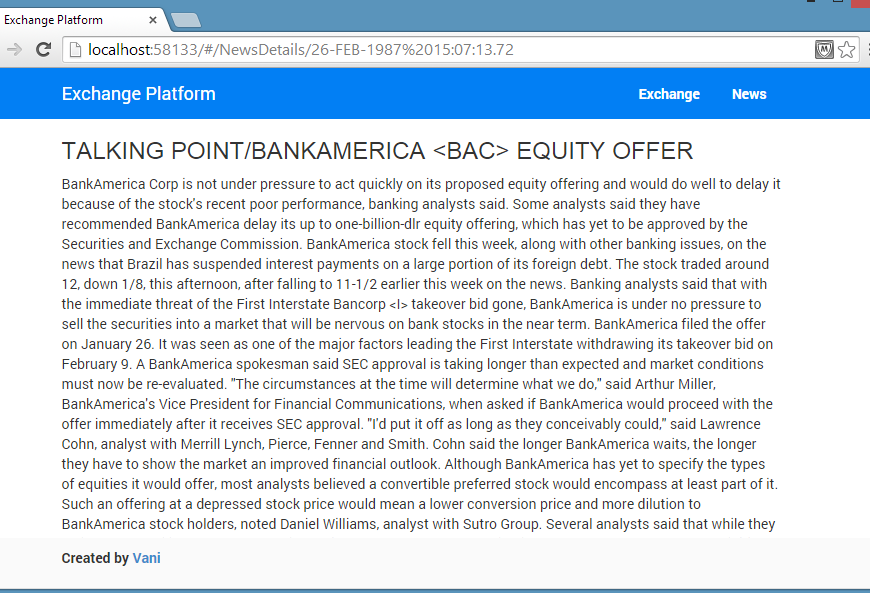 Exchange Platform
localhost:58133/#/NewsDetails/26-FEB-1987%2015:07:13.72
Exchange Platform Exchange News
TALKING POINT/BANKAMERICA <BAC> EQUITY OFFER
BankAmerica Corp is not under pressure to act quickly on its proposed equity offering and would do well to delay it
because of the stock's recent poor performance, banking analysts said. Some analysts said they have
recommended BankAmerica delay its up to one-billion-dlr equity offering, which has yet to be approved by the
Securities and Exchange Commission. BankAmerica stock fell this week, along with other banking issues, on the
news that Brazil has suspended interest payments on a large portion of its foreign debt. The stock traded around
12, down 1/8, this afternoon, after falling to 11-1/2 earlier this week on the news. Banking analysts said that with
the immediate threat of the First Interstate Bancorp <I> takeover bid gone, BankAmerica is under no pressure to
sell the securities into a market that will be nervous on bank stocks in the near term. BankAmerica filed the offer
on January 26. It was seen as one of the major factors leading the First Interstate withdrawing its takeover bid on
February 9. A BankAmerica spokesman said SEC approval is taking longer than expected and market conditions
must now be re-evaluated. "The circumstances at the time will determine what we do," said Arthur Miller,
BankAmerica's Vice President for Financial Communications, when asked if BankAmerica would proceed with the
offer immediately after it receives SEC approval. "I'd put it off as long as they conceivably could," said Lawrence
Cohn, analyst with Merrill Lynch, Pierce, Fenner and Smith. Cohn said the longer BankAmerica waits, the longer
they have to show the market an improved financial outlook. Although BankAmerica has yet to specify the types
of equities it would offer, most analysts believed a convertible preferred stock would encompass at least part of it.
Such an offering at a depressed stock price would mean a lower conversion price and more dilution to
BankAmerica stock holders, noted Daniel Williams, analyst with Sutro Group. Several analysts said that while they
Created by Vani